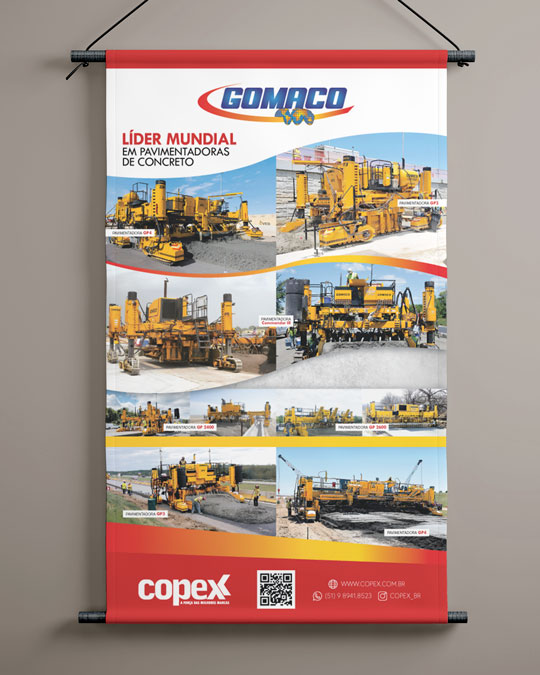 GOMACO
LÍDER MUNDIAL
EM PAVIMENTADORAS
DE CONCRETO
PAVIMENTADORA GP4
PAVIMENTADORA GP3
PAVIMENTADORA
Commander III
GOMACO
PAVIMENTADORA GP 2400
PAVIMENTADORA GP 2600
PAVIMENTADORA GP3
PAVIMENTADORA GP4
copex
A FORÇA DAS MELHORES MARCAS
WWW.COPEX.COM.BR
(51) 9 8941.8523
COPEX_BR